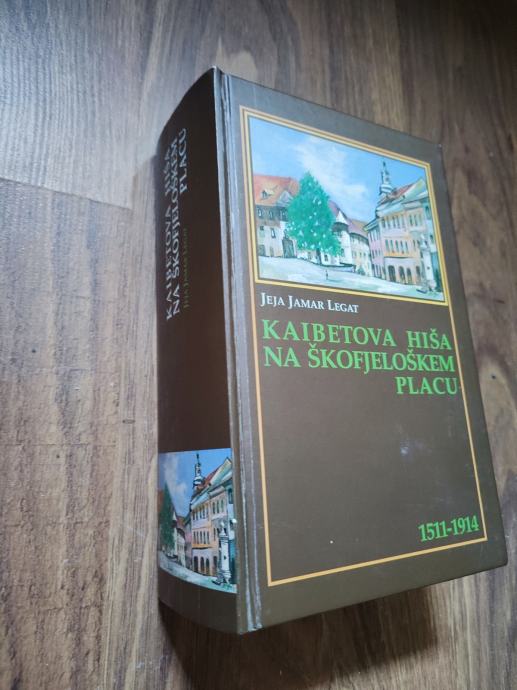 KAIBETOVA HIŠA
NA ŠKOFJELOŠKEM
PLACU
JEJA JAMAR LEGAT
JEJA JAMAR LEGAT
KAIBETOVA HIŠA
NA ŠKOFJELOŠKEM
PLACU
1511-1914